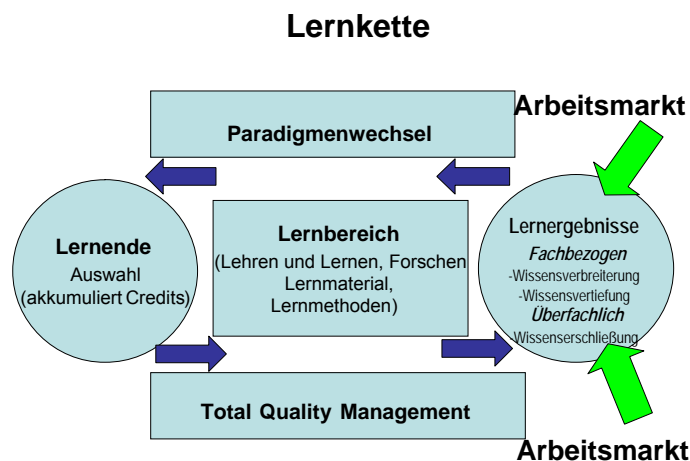 Lernkette
Arbeitsmarkt
Paradigmenwechsel
Lernende
Auswahl
(akkumuliert Credits)
Lernbereich
(Lehren und Lernen, Forschen
Lernmaterial,
Lernmethoden)
Lernergebnisse
Fachbezogen
-Wissensverbreiterung
-Wissensvertiefung
Überfachlich
-Wissenserschließung
Total Quality Management
Arbeitsmarkt